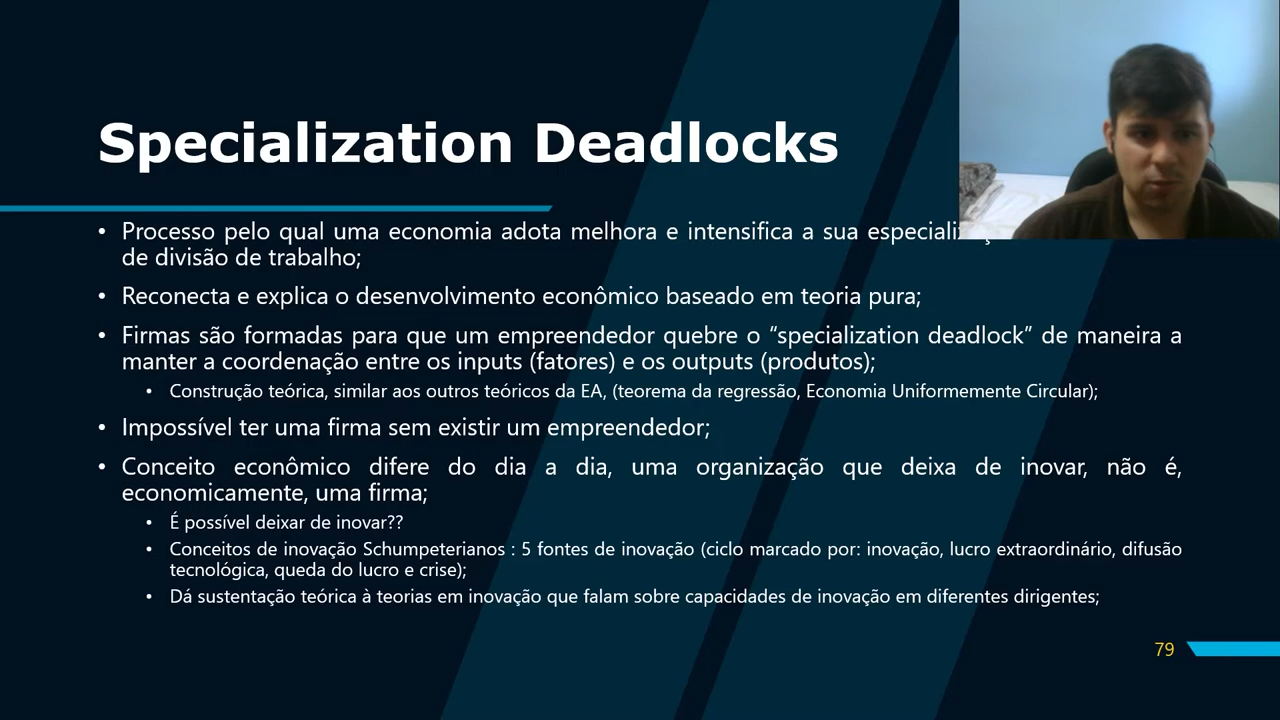 Specialization Deadlocks
• Processo pelo qual uma economia adota melhora e intensifica a sua
de divisão de trabalho;
• Reconecta e explica o desenvolvimento econômico baseado em teoria pura;
• Firmas são formadas para que um empreendedor quebre o “specialization deadlock” de maneira a
manter a coordenação entre os inputs (fatores) e os outputs (produtos);
• Construção teórica, similar aos outros teóricos da EA, (teorema da regressão, Economia Uniformemente Circular);
• Impossível ter uma firma sem existir um empreendedor;
• Conceito econômico difere do dia a dia, uma organização que deixa de inovar, não é,
economicamente, uma firma;
• É possível deixar de inovar??
• Conceitos de inovação Schumpeterianos : 5 fontes de inovação (ciclo marcado por: inovação, lucro extraordinário, difusão
tecnológica, queda do lucro e crise);
• Dá sustentação teórica à teorias em inovação que falam sobre capacidades de inovação em diferentes dirigentes;
79